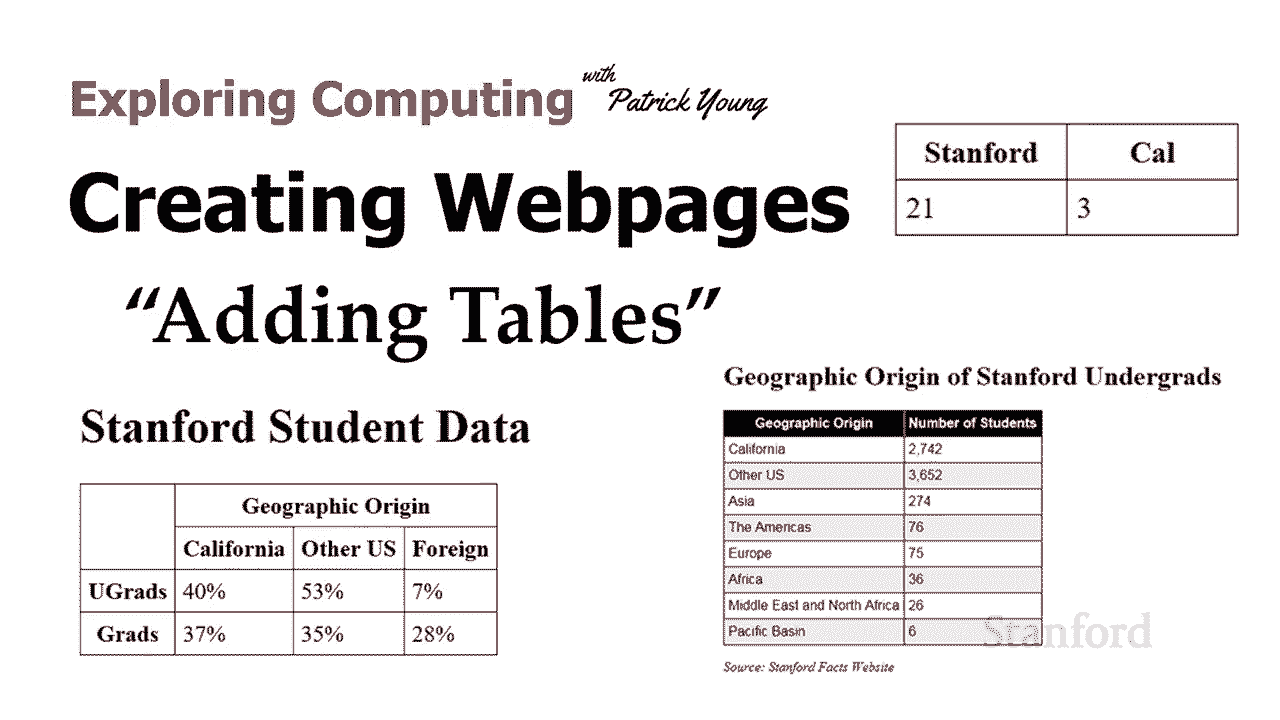 Exploring Computing with Patrick Young
Creating Webpages
“Adding Tables”
Stanford Cal
21 3
Stanford Student Data
Geographic Origin
California Other US Foreign
UGrads 40% 53% 7%
Grads 37% 35% 28%
Geographic Origin of Stanford Undergrads
Geographic Origin Number of Students
California 2,742
Other US 3,652
Asia 274
The Americas 76
Europe 75
Africa 36
Middle East and North Africa 26
Pacific Basin 6
Source: Stanford Facts Website
Stanford